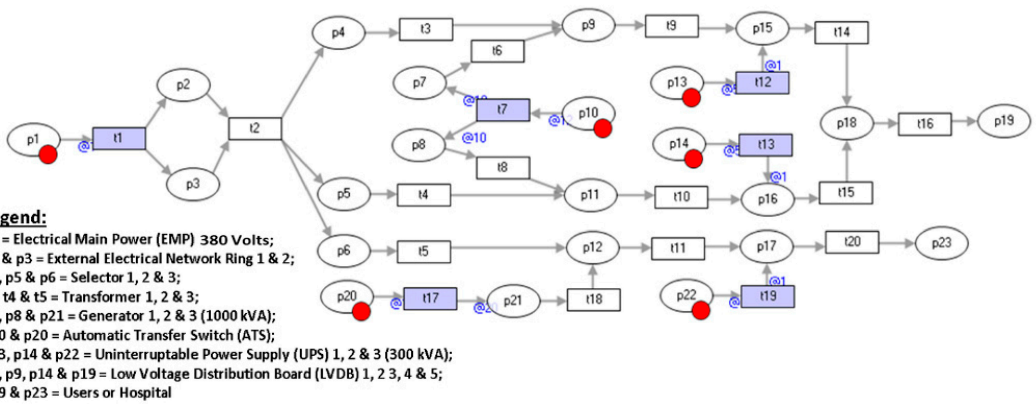 p4 t3 p9 t9 p15 t14
t6
p7 p13 t12 @1
p2
t7 p10
p1 t1 t2 @10 p18 t16 p19
p8 p14 t13
t8 @1
p3 p5 t4 p11 t10 p16 t15
p6 t5 p12 t11 p17 t20 p23
@1
p20 t17 p21 t18 p22 t19
gend:
= Electrical Main Power (EMP) 380 Volts;
& p3 = External Electrical Network Ring 1 & 2;
, p5 & p6 = Selector 1, 2 & 3;
t4 & t5 = Transformer 1, 2 & 3;
, p8 & p21 = Generator 1, 2 & 3 (1000 kVA);
0 & p20 = Automatic Transfer Switch (ATS);
3, p14 & p22 = Uninterruptable Power Supply (UPS) 1, 2 & 3 (300 kVA);
, p9, p14 & p19 = Low Voltage Distribution Board (LVDB) 1, 2 3, 4 & 5;
9 & p23 = Users or Hospital